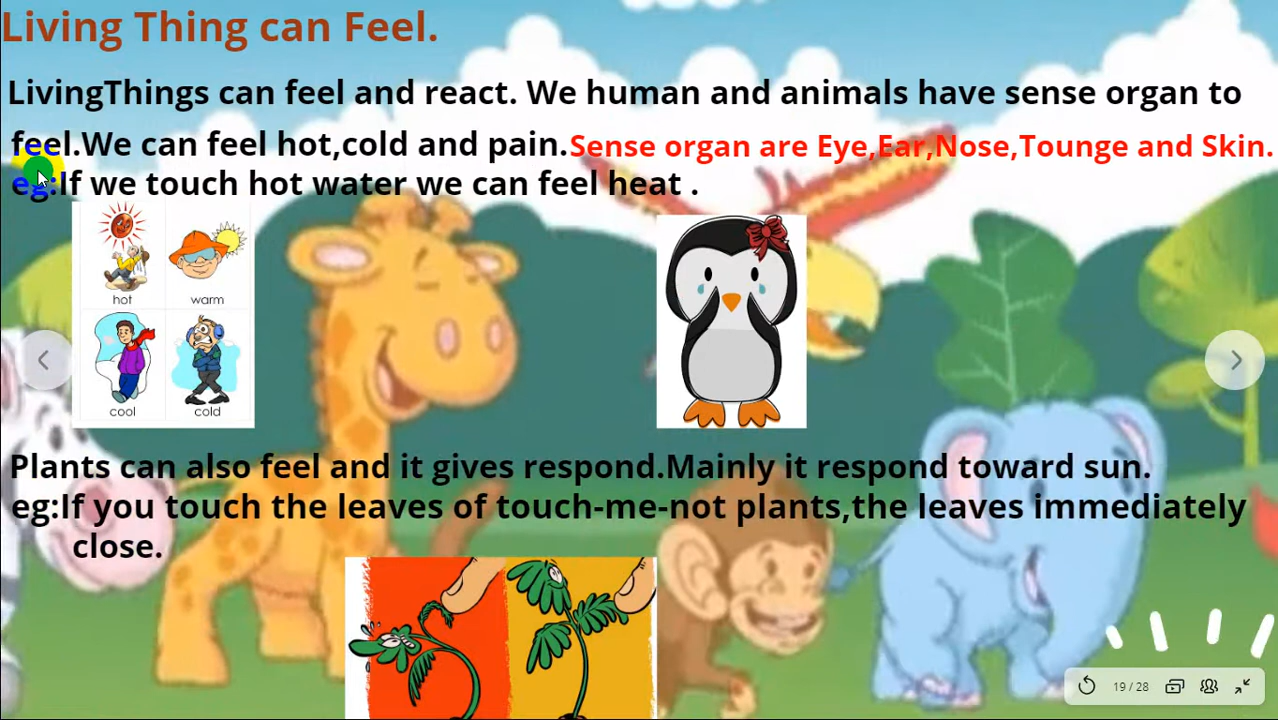 Living Thing can Feel.
LivingThings can feel and react. We human and animals have sense organ to
feel.We can feel hot,cold and pain.Sense organ are Eye,Ear,Nose,Tounge and Skin.
eg:If we touch hot water we can feel heat .
hot warm
cool cold
Plants can also feel and it gives respond.Mainly it respond toward sun.
eg:If you touch the leaves of touch-me-not plants,the leaves immediately
close.
19 / 28